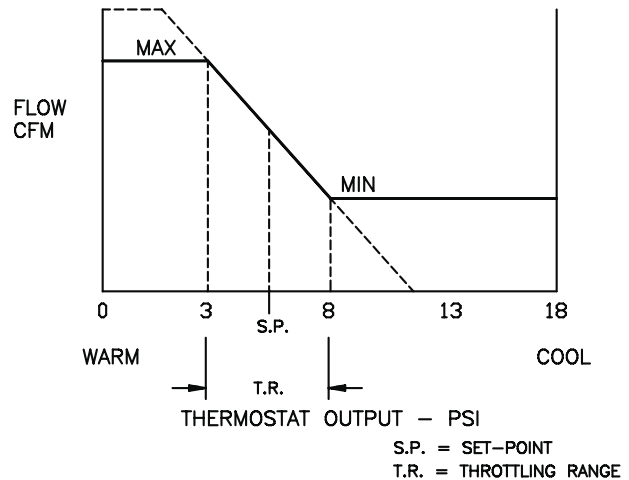 MAX
FLOW
CFM
MIN
0 3 8 13 18
S.P.
WARM COOL
T.R.
THERMOSTAT OUTPUT – PSI
S.P. = SET-POINT
T.R. = THROTTLING RANGE